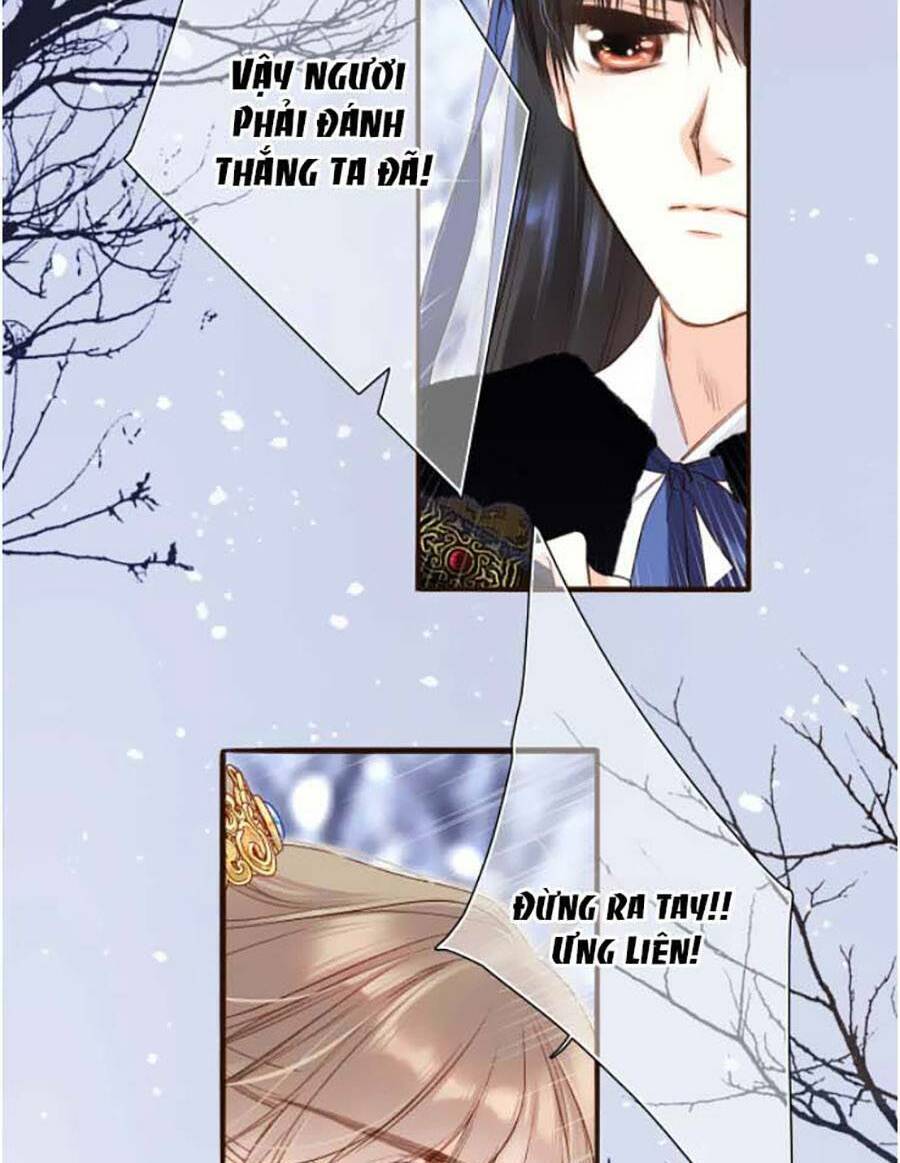 VẬY NGƯƠI
PHẢI ĐÁNH
THẮNG TA ĐÃ!
ĐỪNG RA TAY!!
ƯNG LIÊN!